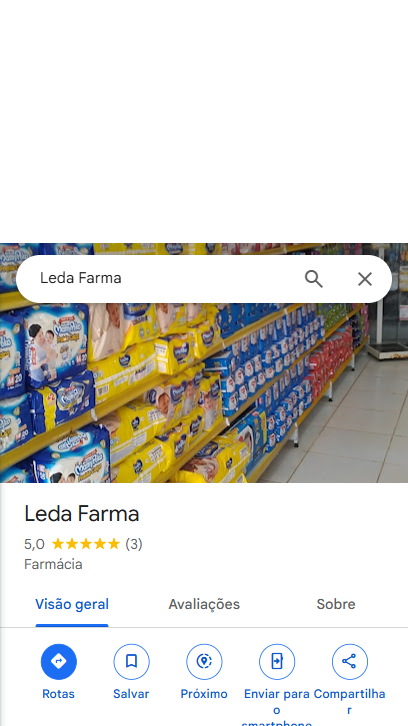 Leda Farma
Leda Farma
5,0 (3)
Farmácia
Visão geral Avaliações Sobre
Rotas Salvar Próximo Enviar para o smartphone Compartilhar